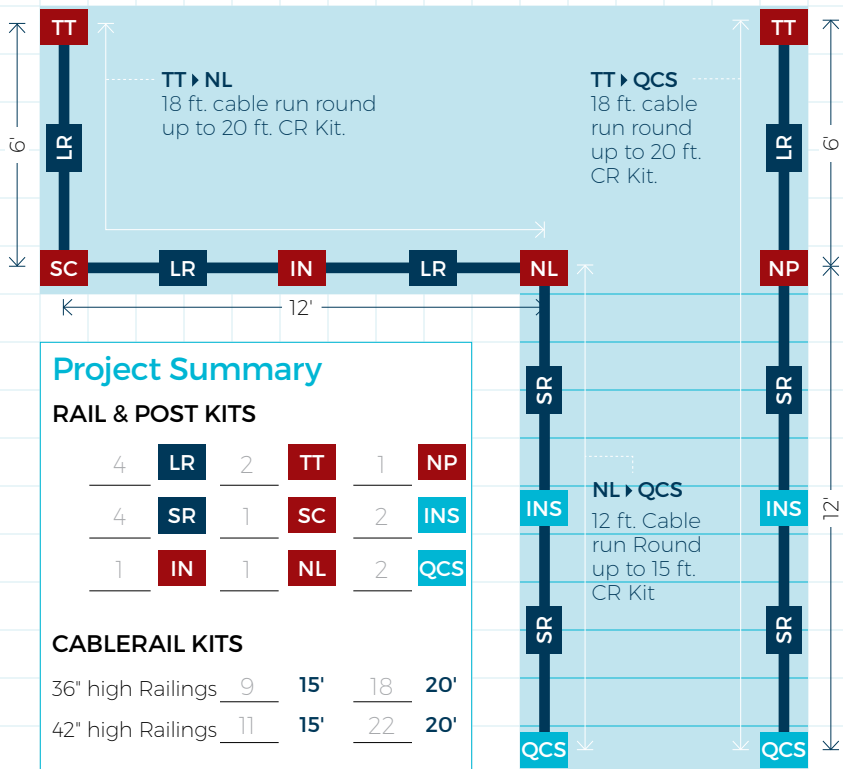 TT
TT
TT ▸ NL
18 ft. cable run round
up to 20 ft. CR Kit.
TT ▸ QCS
18 ft. cable
run round
up to 20 ft.
CR Kit.
6'
LR
LR
6'
SC
LR
IN
LR
NL
NP
12'
SR
SR
NL ▸ QCS
12 ft. Cable
run Round
up to 15 ft.
CR Kit
INS
INS
12'
SR
SR
QCS
QCS
Project Summary
RAIL & POST KITS
4 LR 2 TT 1 NP
4 SR 1 SC 2 INS
1 IN 1 NL 2 QCS
CABLERAIL KITS
36" high Railings 9 15' 18 20'
42" high Railings 11 15' 22 20'